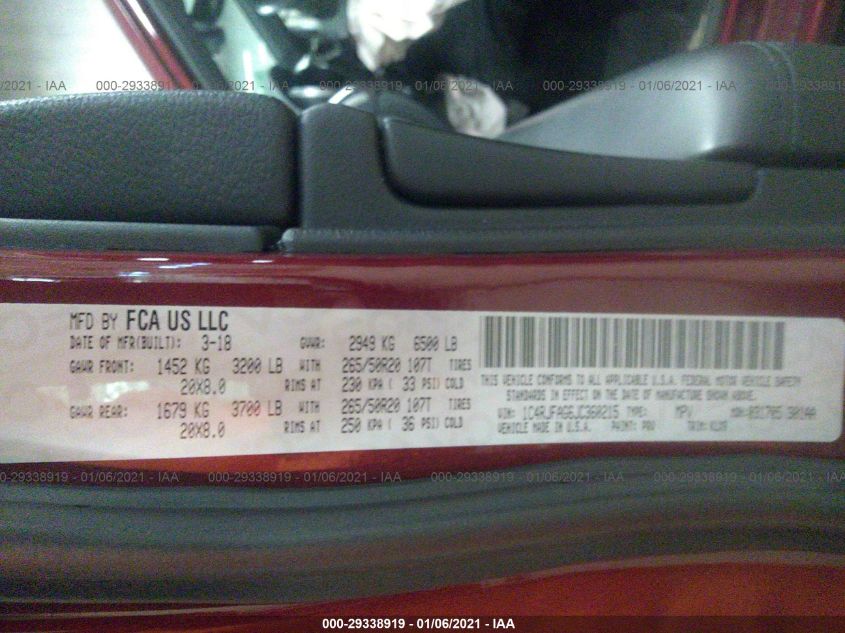 000-29338919 - 01/06/2021 - IAA
MFD BY FCA US LLC
DATE OF MFR(BUILT): 3-18 GVWR: 2949 KG 6500 LB
GAWR FRONT: 1452 KG 3200 LB WITH 265/50R20 107T TIRES
20X8.0 RIMS AT 230 KPA ( 33 PSI) COLD
GAWR REAR: 1679 KG 3700 LB WITH 265/50R20 107T TIRES
20X8.0 RIMS AT 250 KPA ( 36 PSI) COLD
THIS VEHICLE CONFORMS TO ALL APPLICABLE U.S.A. FEDERAL MOTOR VEHICLE SAFETY
STANDARDS IN EFFECT ON THE DATE OF MANUFACTURE SHOWN ABOVE.
VIN: 1C4RJFAG6JC360215 TYPE: MPV MDH:
VEHICLE MADE IN U.S.A. PAINT: TRIM:
000-29338919 - 01/06/2021 - IAA
000-29338919 - 01/06/2021 - IAA